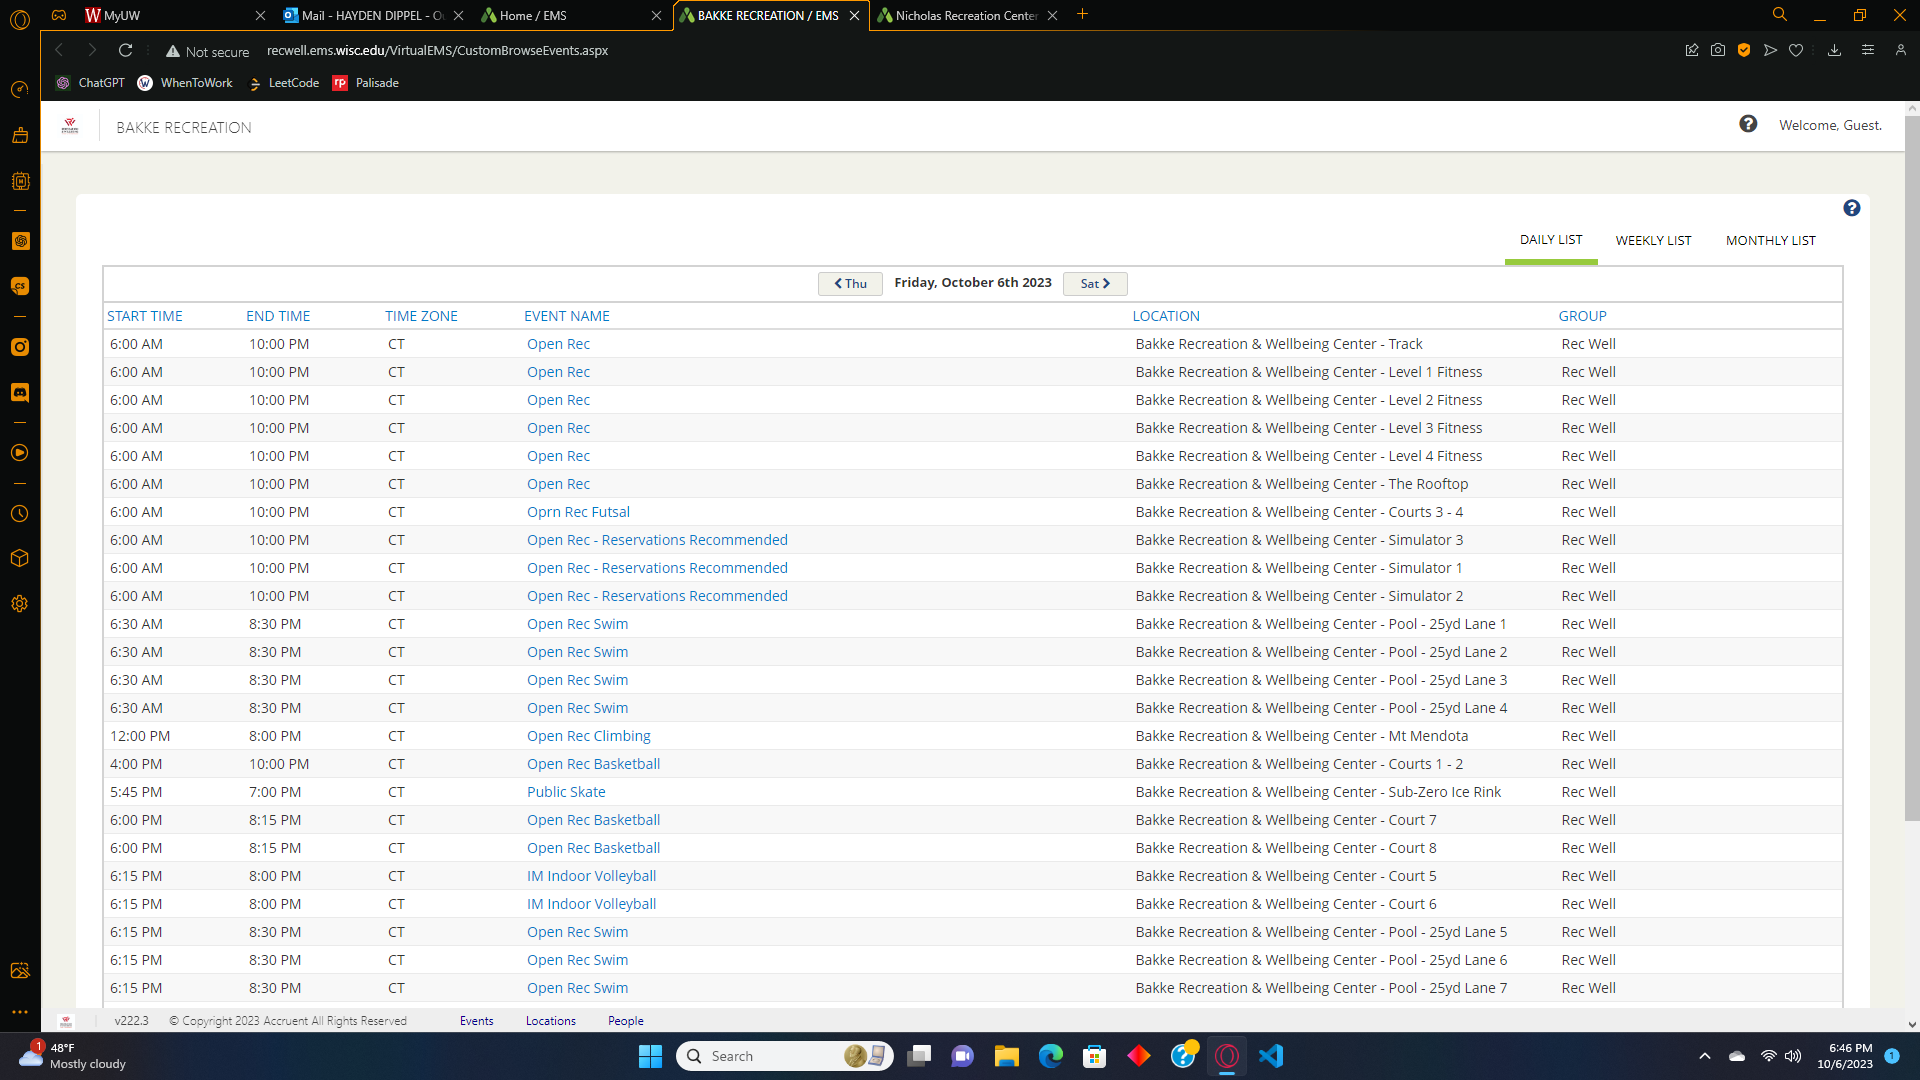 MyUW
Mail - HAYDEN DIPPEL - Ou
Home / EMS
BAKKE RECREATION / EMS
Nicholas Recreation Center
Not secure
recwell.ems.wisc.edu/VirtualEMS/CustomBrowseEvents.aspx
ChatGPT WhenToWork LeetCode rp Palisade
BAKKE RECREATION
Welcome, Guest.
DAILY LIST WEEKLY LIST MONTHLY LIST
Thu Friday, October 6th 2023 Sat
START TIME END TIME TIME ZONE EVENT NAME LOCATION GROUP
6:00 AM 10:00 PM CT Open Rec Bakke Recreation & Wellbeing Center - Track Rec Well
6:00 AM 10:00 PM CT Open Rec Bakke Recreation & Wellbeing Center - Level 1 Fitness Rec Well
6:00 AM 10:00 PM CT Open Rec Bakke Recreation & Wellbeing Center - Level 2 Fitness Rec Well
6:00 AM 10:00 PM CT Open Rec Bakke Recreation & Wellbeing Center - Level 3 Fitness Rec Well
6:00 AM 10:00 PM CT Open Rec Bakke Recreation & Wellbeing Center - Level 4 Fitness Rec Well
6:00 AM 10:00 PM CT Open Rec Bakke Recreation & Wellbeing Center - The Rooftop Rec Well
6:00 AM 10:00 PM CT Oprn Rec Futsal Bakke Recreation & Wellbeing Center - Courts 3 - 4 Rec Well
6:00 AM 10:00 PM CT Open Rec - Reservations Recommended Bakke Recreation & Wellbeing Center - Simulator 3 Rec Well
6:00 AM 10:00 PM CT Open Rec - Reservations Recommended Bakke Recreation & Wellbeing Center - Simulator 1 Rec Well
6:00 AM 10:00 PM CT Open Rec - Reservations Recommended Bakke Recreation & Wellbeing Center - Simulator 2 Rec Well
6:30 AM 8:30 PM CT Open Rec Swim Bakke Recreation & Wellbeing Center - Pool - 25yd Lane 1 Rec Well
6:30 AM 8:30 PM CT Open Rec Swim Bakke Recreation & Wellbeing Center - Pool - 25yd Lane 2 Rec Well
6:30 AM 8:30 PM CT Open Rec Swim Bakke Recreation & Wellbeing Center - Pool - 25yd Lane 3 Rec Well
6:30 AM 8:30 PM CT Open Rec Swim Bakke Recreation & Wellbeing Center - Pool - 25yd Lane 4 Rec Well
12:00 PM 8:00 PM CT Open Rec Climbing Bakke Recreation & Wellbeing Center - Mt Mendota Rec Well
4:00 PM 10:00 PM CT Open Rec Basketball Bakke Recreation & Wellbeing Center - Courts 1 - 2 Rec Well
5:45 PM 7:00 PM CT Public Skate Bakke Recreation & Wellbeing Center - Sub-Zero Ice Rink Rec Well
6:00 PM 8:15 PM CT Open Rec Basketball Bakke Recreation & Wellbeing Center - Court 7 Rec Well
6:00 PM 8:15 PM CT Open Rec Basketball Bakke Recreation & Wellbeing Center - Court 8 Rec Well
6:15 PM 8:00 PM CT IM Indoor Volleyball Bakke Recreation & Wellbeing Center - Court 5 Rec Well
6:15 PM 8:00 PM CT IM Indoor Volleyball Bakke Recreation & Wellbeing Center - Court 6 Rec Well
6:15 PM 8:30 PM CT Open Rec Swim Bakke Recreation & Wellbeing Center - Pool - 25yd Lane 5 Rec Well
6:15 PM 8:30 PM CT Open Rec Swim Bakke Recreation & Wellbeing Center - Pool - 25yd Lane 6 Rec Well
6:15 PM 8:30 PM CT Open Rec Swim Bakke Recreation & Wellbeing Center - Pool - 25yd Lane 7 Rec Well
v222.3 © Copyright 2023 Accruent All Rights Reserved Events Locations People
1 48°F
Mostly cloudy
Search
6:46 PM
10/6/2023
1